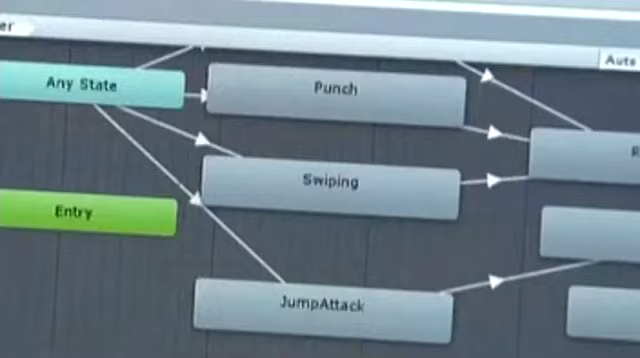 er
Auto
Any State
Punch
R
Swiping
Entry
JumpAttack